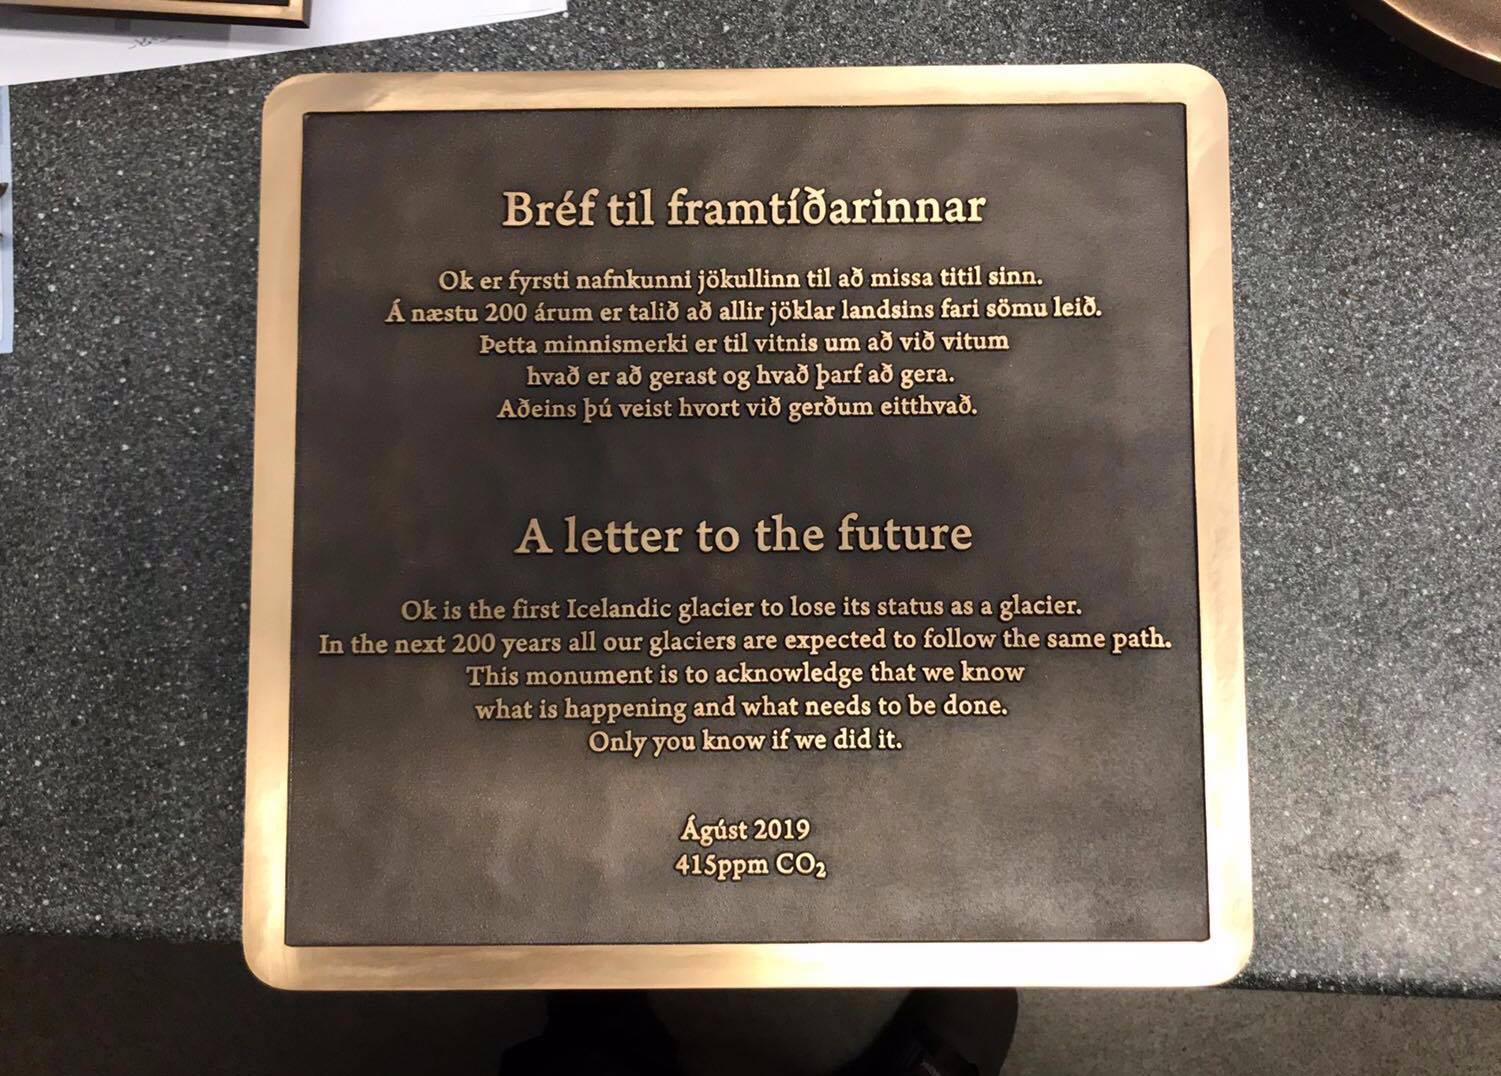 Bréf til framtíðarinnar
Ok er fyrsti nafnkunni jökullinn til að missa titil sinn.
Á næstu 200 árum er talið að allir jöklar landsins fari sömu leið.
Þetta minnismerki er til vitnis um að við vitum
hvað er að gerast og hvað þarf að gera.
Aðeins þú veist hvort við gerðum eitthvað.
A letter to the future
Ok is the first Icelandic glacier to lose its status as a glacier.
In the next 200 years all our glaciers are expected to follow the same path.
This monument is to acknowledge that we know
what is happening and what needs to be done.
Only you know if we did it.
Ágúst 2019
415ppm CO₂